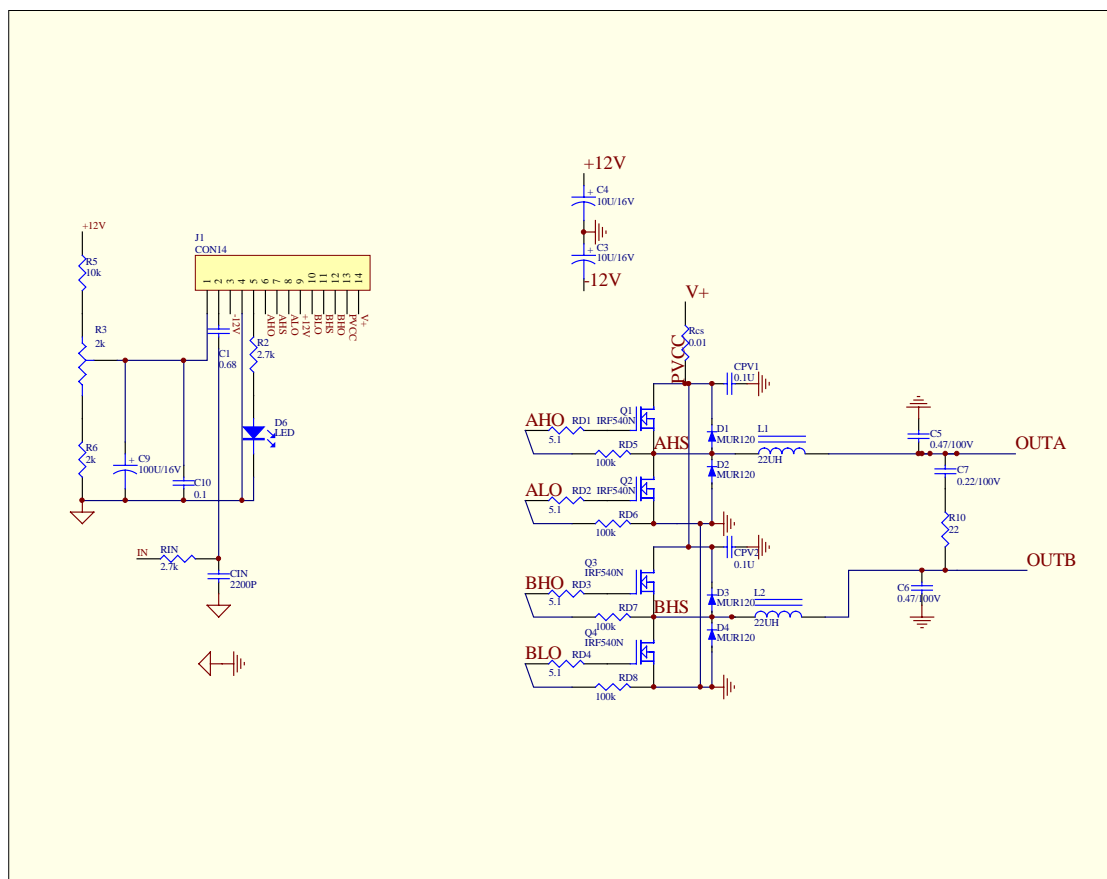 +12V
C4
+
10U/16V
C3
+
10U/16V
-12V
+12V
R5
10k
R3
2k
R6
2k
J1
CON14
1
2
3
4
5
6
7
8
9
10
11
12
13
14
-12V
AHO
AHS
ALO
+12V
BLO
BHS
BHO
PVCC
V+
C1
0.68
R2
2.7k
D6
LED
C9
+
100U/16V
C10
0.1
IN
RIN
2.7k
CIN
2200P
V+
Rcs
0.01
PVCC
CPV1
0.1U
Q1
IRF540N
AHO
RD1
5.1
RD5
100k
AHS
D1
MUR120
L1
22UH
D2
MUR120
Q2
IRF540N
ALO
RD2
5.1
RD6
100k
CPV2
0.1U
Q3
IRF540N
BHO
RD3
5.1
RD7
100k
BHS
D3
MUR120
L2
22UH
D4
MUR120
Q4
IRF540N
BLO
RD4
5.1
RD8
100k
C5
0.47/100V
OUTA
C7
0.22/100V
R10
22
OUTB
C6
0.47/100V